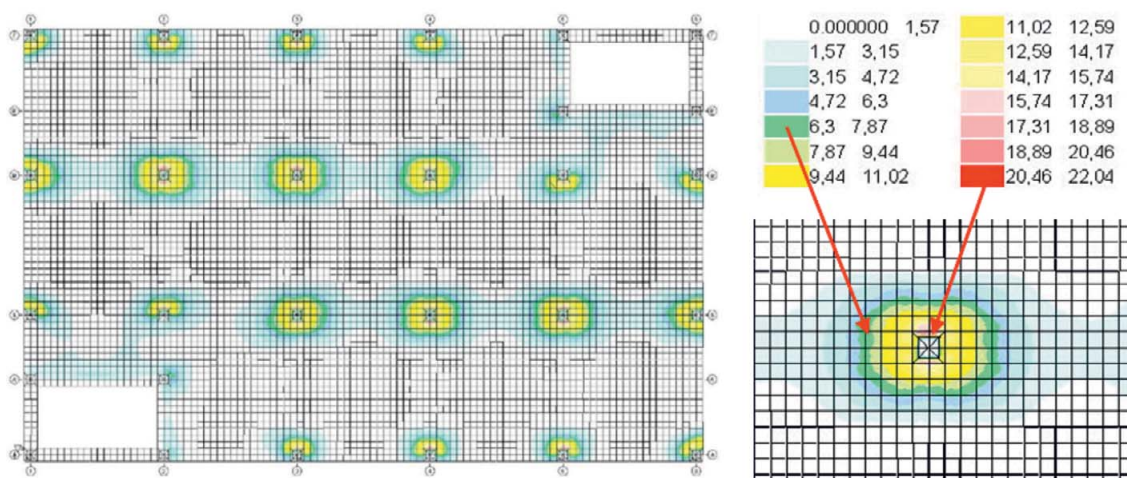 0.000000 1,57 11,02 12,59
1,57 3,15 12,59 14,17
3,15 4,72 14,17 15,74
4,72 6,3 15,74 17,31
6,3 7,87 17,31 18,89
7,87 9,44 18,89 20,46
9,44 11,02 20,46 22,04